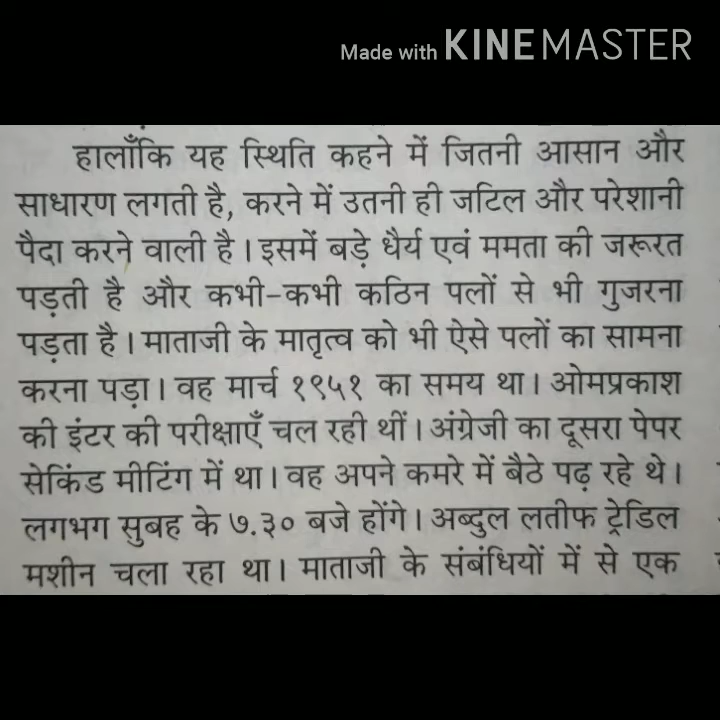 Made with KINEMASTER
हालाँकि यह स्थिति कहने में जितनी आसान और
साधारण लगती है, करने में उतनी ही जटिल और परेशानी
पैदा करने वाली है। इसमें बड़े धैर्य एवं ममता की जरूरत
पड़ती है और कभी-कभी कठिन पलों से भी गुजरना
पड़ता है। माताजी के मातृत्व को भी ऐसे पलों का सामना
करना पड़ा। वह मार्च १९५१ का समय था। ओमप्रकाश
की इंटर की परीक्षाएँ चल रही थीं। अंग्रेजी का दूसरा पेपर
सेकिंड मीटिंग में था। वह अपने कमरे में बैठे पढ़ रहे थे।
लगभग सुबह के ७.३० बजे होंगे। अब्दुल लतीफ ट्रेडिल
मशीन चला रहा था। माताजी के संबंधियों में से एक